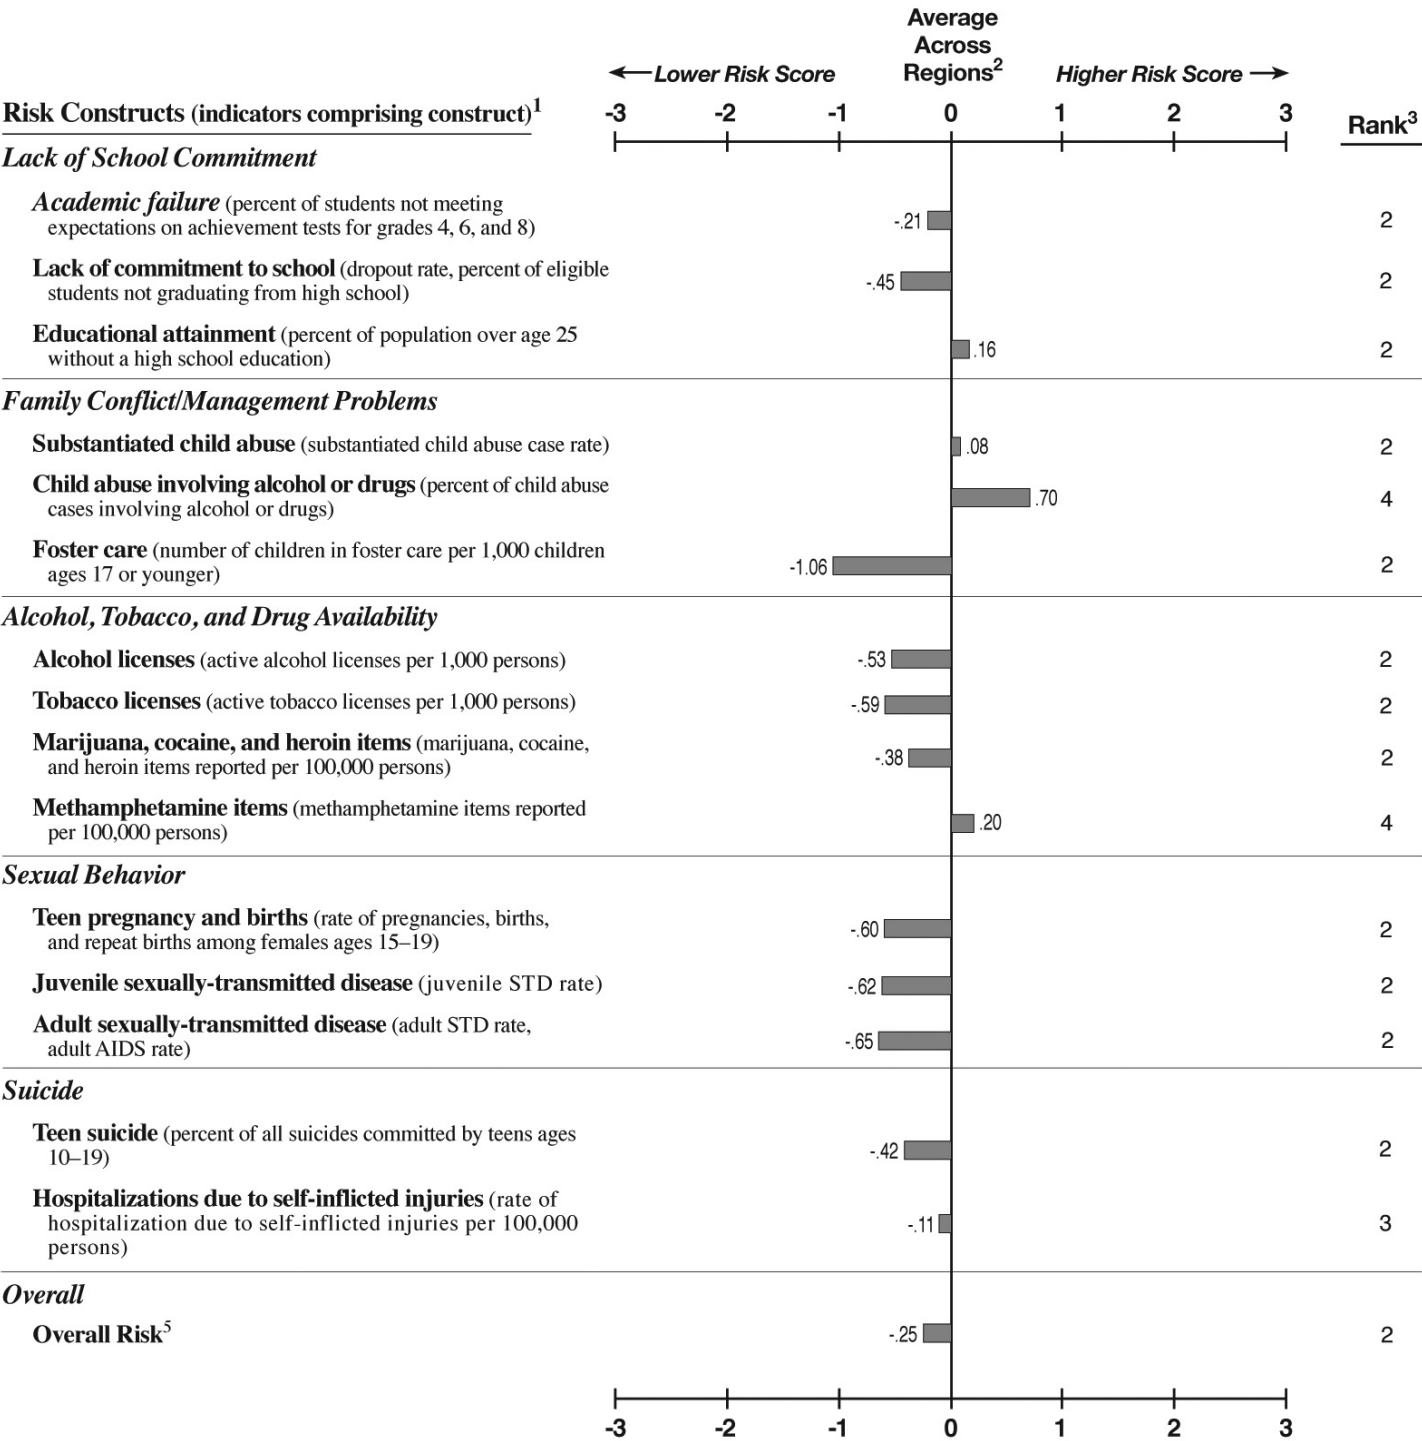 Average
Across
Regions2
Lower Risk Score
Higher Risk Score
Risk Constructs (indicators comprising construct)1
-3 -2 -1 0 1 2 3
Rank3
Lack of School Commitment
Academic failure (percent of students not meeting
expectations on achievement tests for grades 4, 6, and 8)
-.21
2
Lack of commitment to school (dropout rate, percent of eligible
students not graduating from high school)
-.45
2
Educational attainment (percent of population over age 25
without a high school education)
.16
2
Family Conflict/Management Problems
Substantiated child abuse (substantiated child abuse case rate)
.08
2
Child abuse involving alcohol or drugs (percent of child abuse
cases involving alcohol or drugs)
.70
4
Foster care (number of children in foster care per 1,000 children
ages 17 or younger)
-1.06
2
Alcohol, Tobacco, and Drug Availability
Alcohol licenses (active alcohol licenses per 1,000 persons)
-.53
2
Tobacco licenses (active tobacco licenses per 1,000 persons)
-.59
2
Marijuana, cocaine, and heroin items (marijuana, cocaine,
and heroin items reported per 100,000 persons)
-.38
2
Methamphetamine items (methamphetamine items reported
per 100,000 persons)
.20
4
Sexual Behavior
Teen pregnancy and births (rate of pregnancies, births,
and repeat births among females ages 15–19)
-.60
2
Juvenile sexually-transmitted disease (juvenile STD rate)
-.62
2
Adult sexually-transmitted disease (adult STD rate,
adult AIDS rate)
-.65
2
Suicide
Teen suicide (percent of all suicides committed by teens ages
10–19)
-.42
2
Hospitalizations due to self-inflicted injuries (rate of
hospitalization due to self-inflicted injuries per 100,000
persons)
-.11
3
Overall
Overall Risk5
-.25
2
-3 -2 -1 0 1 2 3